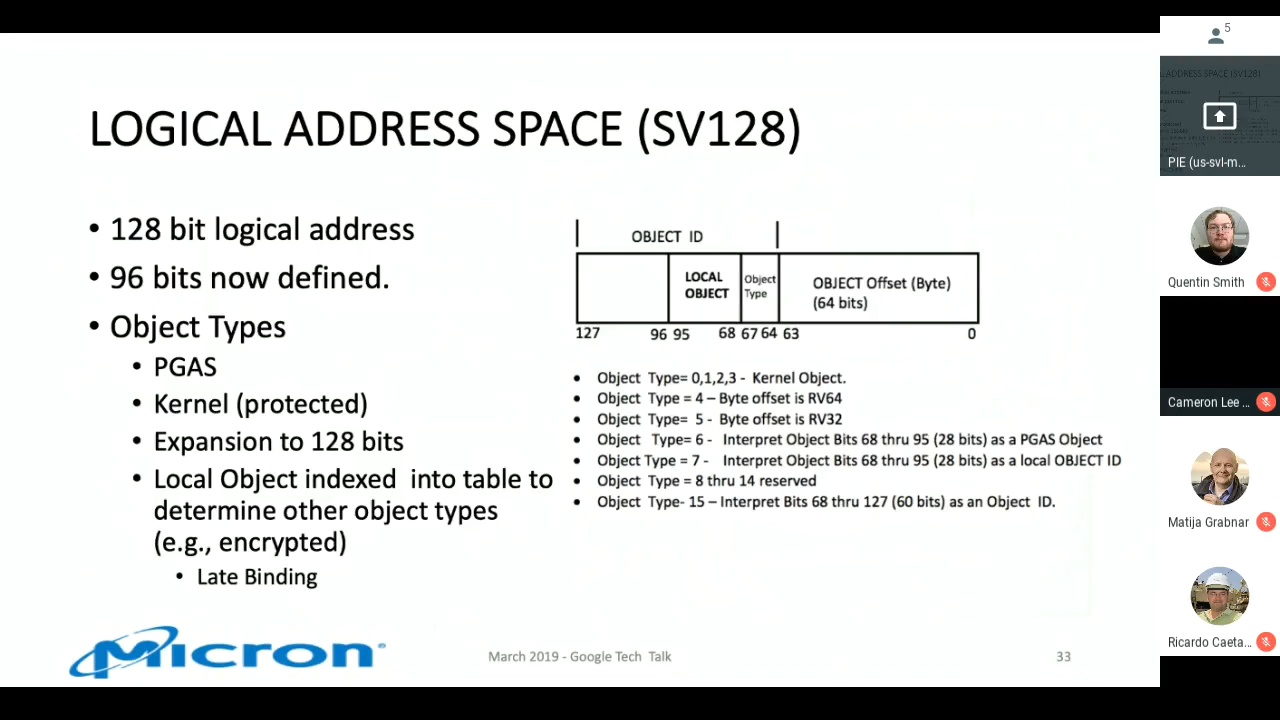 LOGICAL ADDRESS SPACE (SV128)
• 128 bit logical address
• 96 bits now defined.
• Object Types
• PGAS
• Kernel (protected)
• Expansion to 128 bits
• Local Object indexed into table to
determine other object types
(e.g., encrypted)
• Late Binding
OBJECT ID
LOCAL
OBJECT
Object
Type
OBJECT Offset (Byte)
(64 bits)
127 96 95 68 67 64 63 0
• Object Type= 0,1,2,3 - Kernel Object.
• Object Type = 4 – Byte offset is RV64
• Object Type= 5 - Byte offset is RV32
• Object Type= 6 - Interpret Object Bits 68 thru 95 (28 bits) as a PGAS Object
• Object Type = 7 - Interpret Object Bits 68 thru 95 (28 bits) as a local OBJECT ID
• Object Type = 8 thru 14 reserved
• Object Type- 15 – Interpret Bits 68 thru 127 (60 bits) as an Object ID.
Micron®
March 2019 - Google Tech Talk
33
5
ADDRESS SPACE (SV128)
PIE (us-svl-m...
Quentin Smith
Cameron Lee ...
Matija Grabnar
Ricardo Caeta...